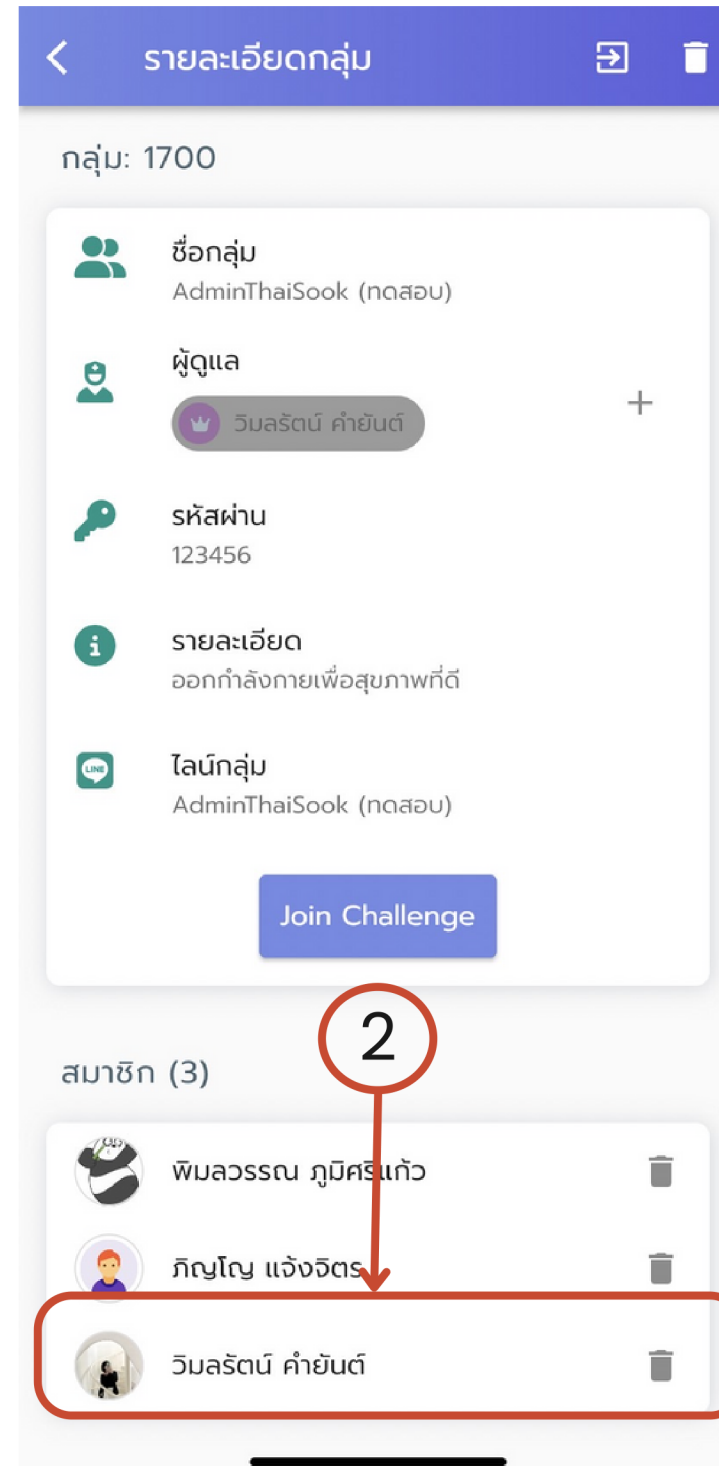 รายละเอียดกลุ่ม
กลุ่ม: 1700
ชื่อกลุ่ม
AdminThaiSook (ทดสอบ)
ผู้ดูแล
วิมลรัตน์ คำยันต์
รหัสผ่าน
123456
รายละเอียด
ออกกำลังกายเพื่อสุขภาพที่ดี
LINE
ไลน์กลุ่ม
AdminThaiSook (ทดสอบ)
Join Challenge
2
สมาชิก (3)
พิมลวรรณ ภูมิศรีแก้ว
ภิญโญ แจ้งจิตร
วิมลรัตน์ คำยันต์